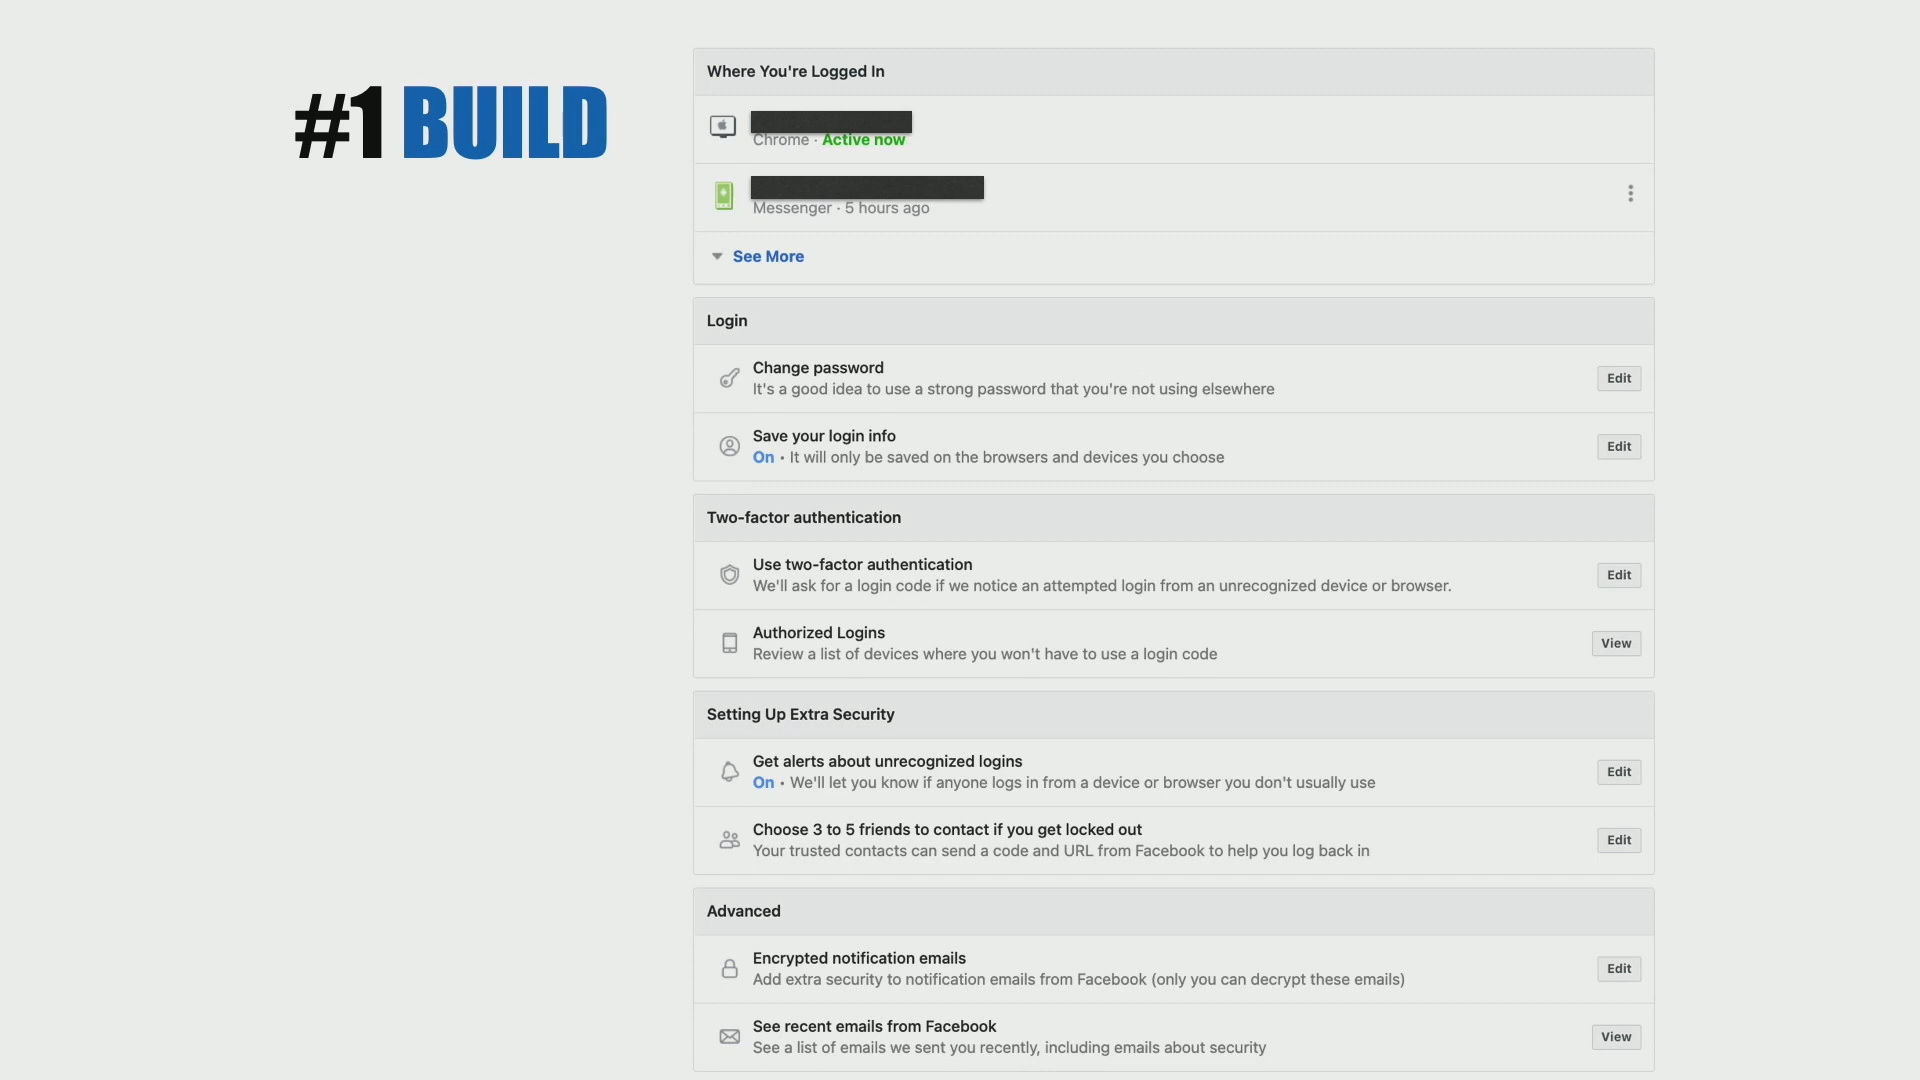 #1 BUILD
Where You're Logged In
Chrome · Active now
Messenger · 5 hours ago
See More
Login
Change password
It's a good idea to use a strong password that you're not using elsewhere
Edit
Save your login info
On • It will only be saved on the browsers and devices you choose
Edit
Two-factor authentication
Use two-factor authentication
We'll ask for a login code if we notice an attempted login from an unrecognized device or browser.
Edit
Authorized Logins
Review a list of devices where you won't have to use a login code
View
Setting Up Extra Security
Get alerts about unrecognized logins
On • We'll let you know if anyone logs in from a device or browser you don't usually use
Edit
Choose 3 to 5 friends to contact if you get locked out
Your trusted contacts can send a code and URL from Facebook to help you log back in
Edit
Advanced
Encrypted notification emails
Add extra security to notification emails from Facebook (only you can decrypt these emails)
Edit
See recent emails from Facebook
See a list of emails we sent you recently, including emails about security
View